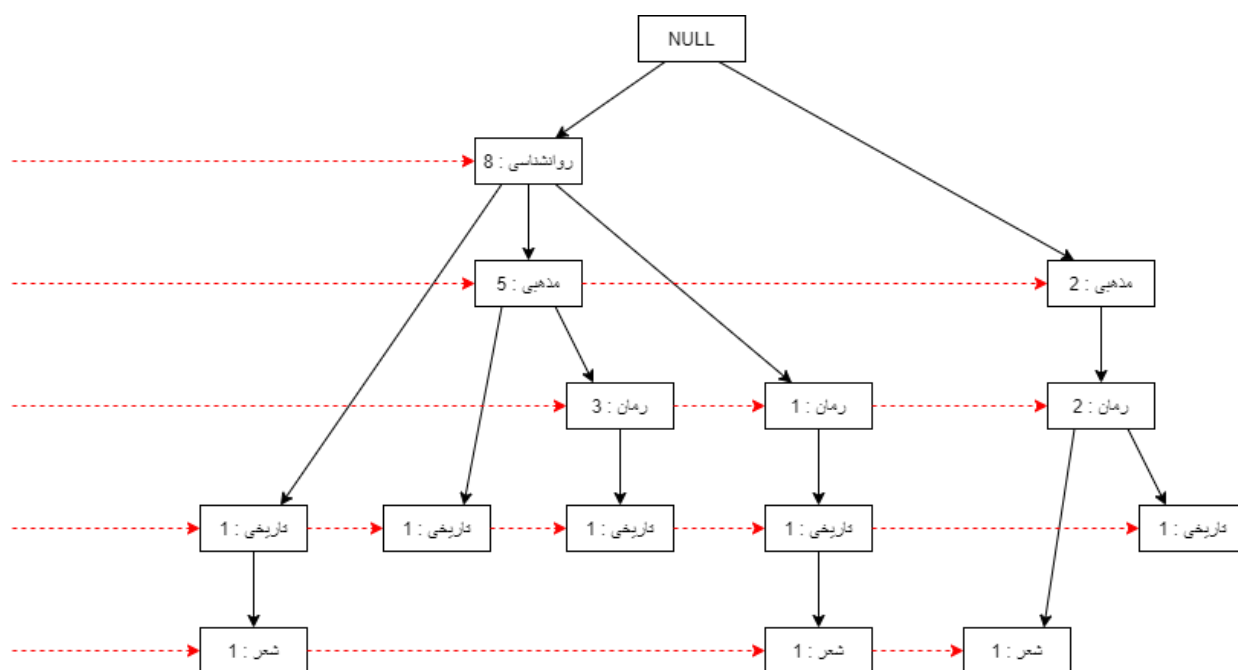 NULL
روانشناسی : 8
مذهبی : 5
مذهبی : 2
رمان : 3
رمان : 1
رمان : 2
تاریخی : 1
تاریخی : 1
تاریخی : 1
تاریخی : 1
تاریخی : 1
شعر : 1
شعر : 1
شعر : 1